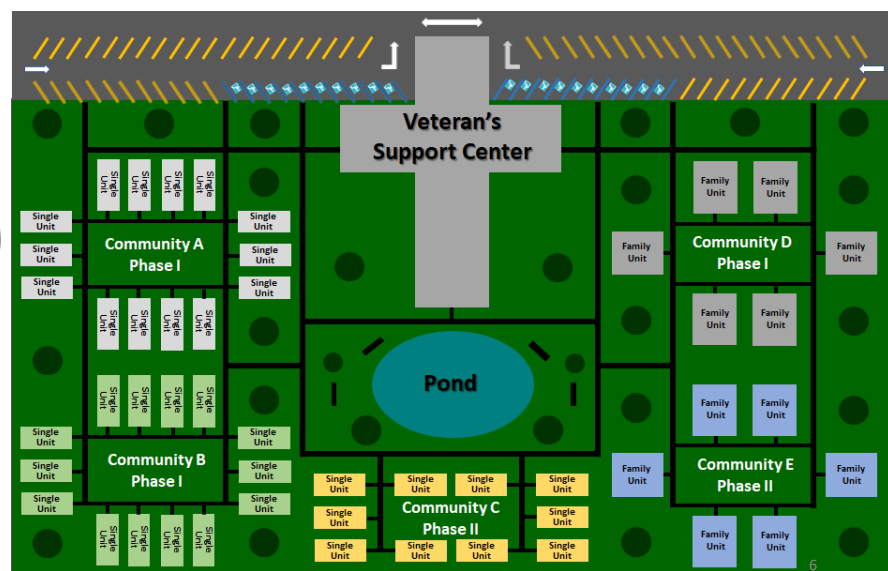 Veteran's
Support Center
Single
Unit
Single
Unit
Single
Unit
Single
Unit
Single
Unit
Single
Unit
Single
Unit
Community A
Phase I
Single
Unit
Single
Unit
Single
Unit
Single
Unit
Single
Unit
Single
Unit
Single
Unit
Single
Unit
Single
Unit
Single
Unit
Single
Unit
Single
Unit
Single
Unit
Single
Unit
Community B
Phase I
Single
Unit
Single
Unit
Single
Unit
Single
Unit
Single
Unit
Single
Unit
Single
Unit
Pond
Single
Unit
Single
Unit
Single
Unit
Single
Unit
Single
Unit
Community C
Phase II
Single
Unit
Single
Unit
Single
Unit
Single
Unit
Single
Unit
Family
Unit
Family
Unit
Family
Unit
Community D
Phase I
Family
Unit
Family
Unit
Family
Unit
Family
Unit
Family
Unit
Family
Unit
Community E
Phase II
Family
Unit
Family
Unit
Family
Unit
6